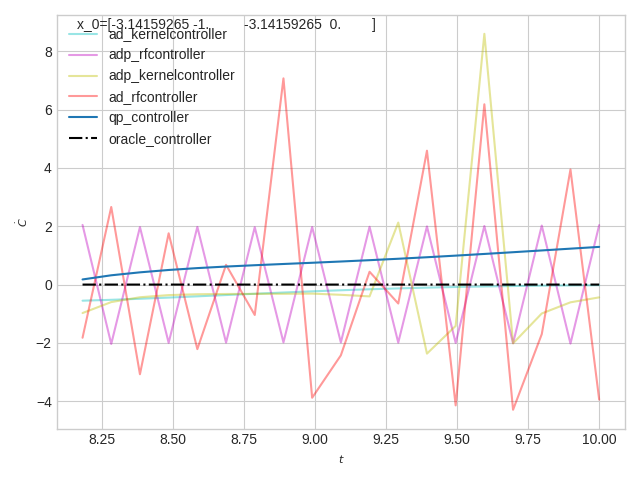 x_0=[-3.14159265 -1. -3.14159265 0. ]
ad_kernelcontroller
adp_rfcontroller
adp_kernelcontroller
ad_rfcontroller
qp_controller
oracle_controller
8
6
4
2
0
−2
−4
Ċ
8.25 8.50 8.75 9.00 9.25 9.50 9.75 10.00
t